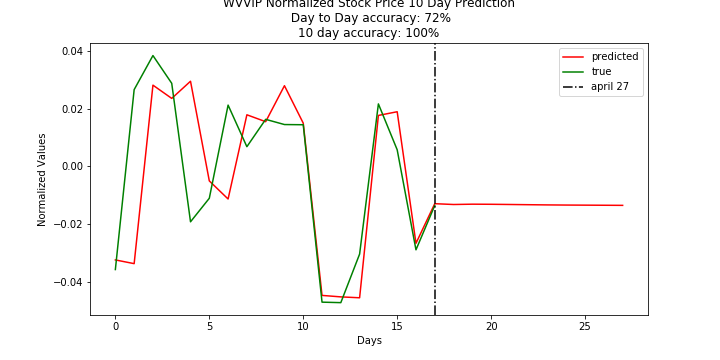 WVVIP Normalized Stock Price 10 Day Prediction
Day to Day accuracy: 72%
10 day accuracy: 100%
0.04
0.02
0.00
−0.02
−0.04
Normalized Values
predicted
true
april 27
0 5 10 15 20 25
Days